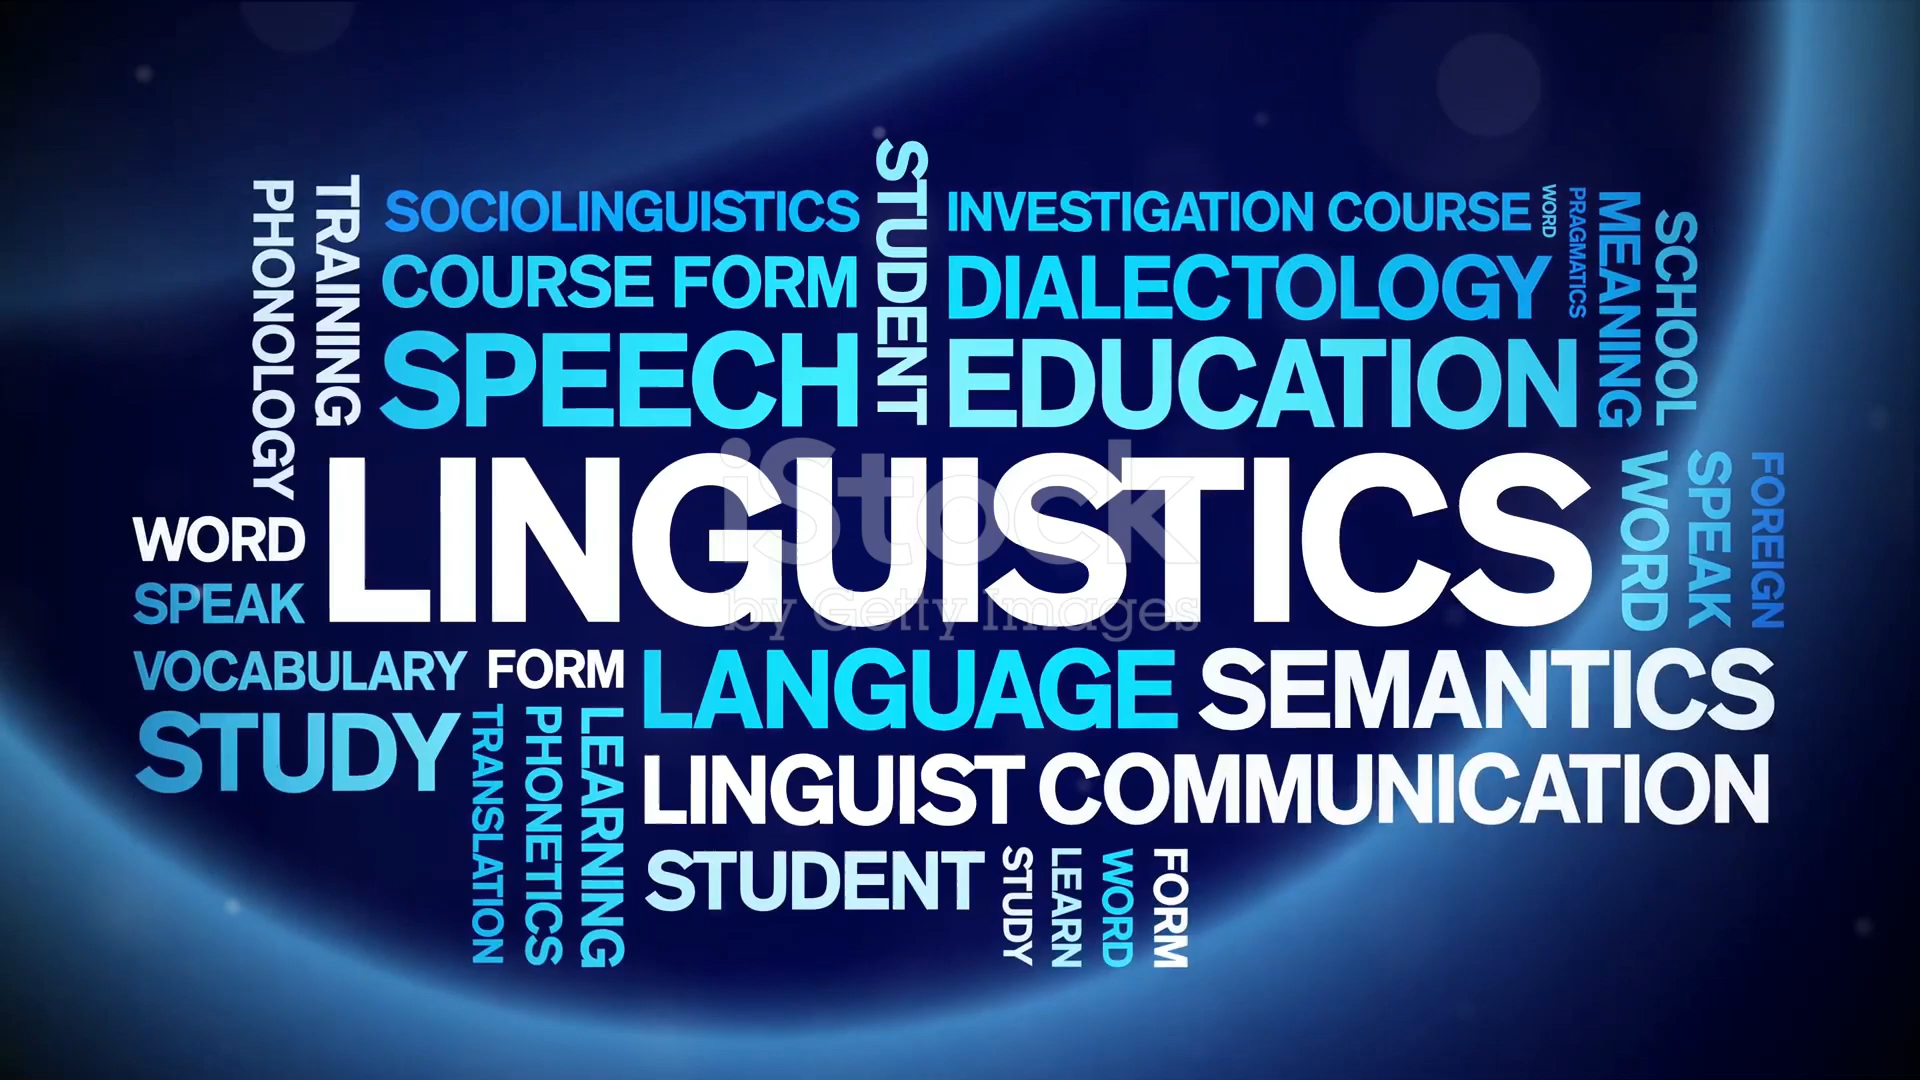 PHONOLOGY
TRAINING
SOCIOLINGUISTICS
COURSE FORM
SPEECH
STUDENT
INVESTIGATION COURSE
WORD
PRAGMATICS
MEANING
SCHOOL
DIALECTOLOGY
EDUCATION
LINGUISTICS
WORD
SPEAK
FOREIGN
WORD
SPEAK
VOCABULARY
FORM
STUDY
TRANSLATION
PHONETICS
LEARNING
LANGUAGE SEMANTICS
LINGUIST COMMUNICATION
STUDENT
STUDY
LEARN
WORD
FORM
iStock
by Getty Images